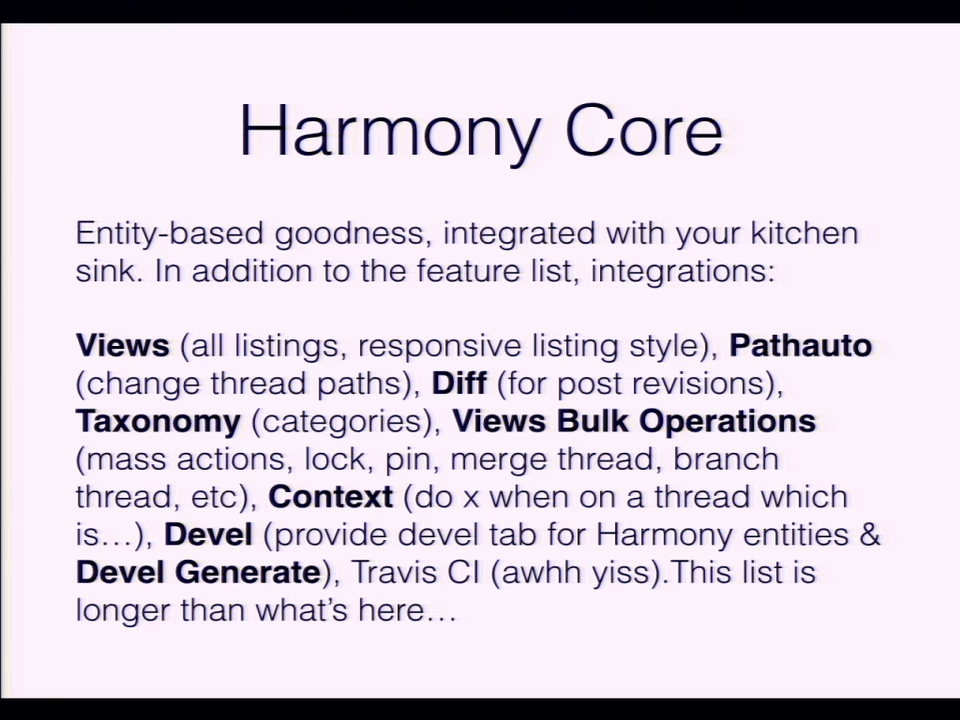 Harmony Core
Entity-based goodness, integrated with your kitchen
sink. In addition to the feature list, integrations:
Views (all listings, responsive listing style), Pathauto
(change thread paths), Diff (for post revisions),
Taxonomy (categories), Views Bulk Operations
(mass actions, lock, pin, merge thread, branch
thread, etc), Context (do x when on a thread which
is…), Devel (provide devel tab for Harmony entities &
Devel Generate), Travis CI (awhh yiss).This list is
longer than what’s here…